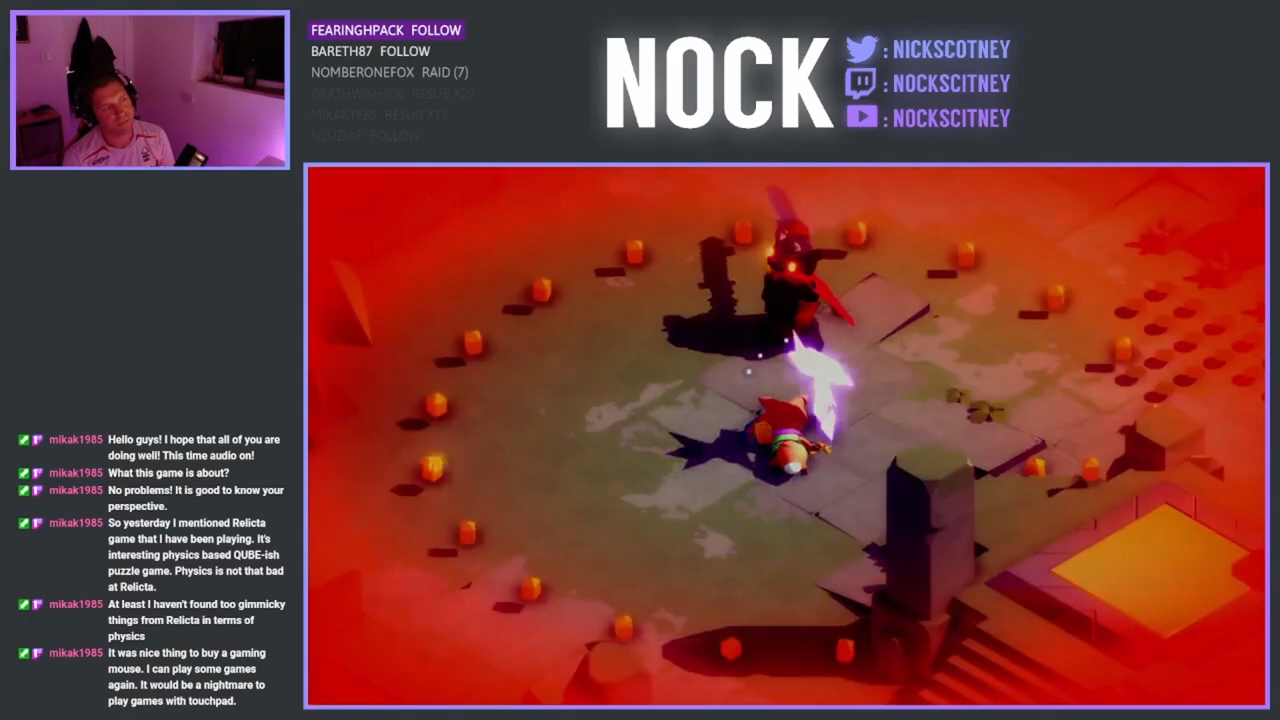 FEARINGHPACK FOLLOW
BARETH87 FOLLOW
NOMBERONEFOX RAID (7)
NLUZIAF FOLLOW
NOCK
: NICKSCOTNEY
: NOCKSCITNEY
: NOCKSCITNEY
mikak1985 Hello guys! I hope that all of you are
doing well! This time audio on!
mikak1985 What this game is about?
mikak1985 No problems! It is good to know your
perspective.
mikak1985 So yesterday I mentioned Relicta
game that I have been playing. It's
interesting physics based QUBE-ish
puzzle game. Physics is not that bad
at Relicta.
mikak1985 At least I haven't found too gimmicky
things from Relicta in terms of
physics
mikak1985 It was nice thing to buy a gaming
mouse. I can play some games
again. It would be a nightmare to
play games with touchpad.